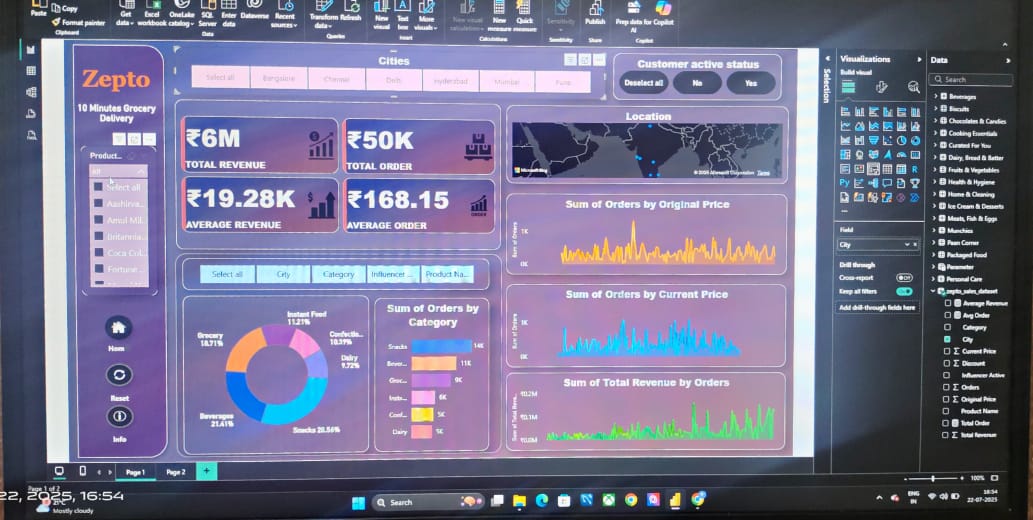 Paste
Copy
Format painter
Clipboard
Get data
Excel workbook
OneLake catalog
SQL Server
Enter data
Dataverse
Recent sources
Data
Transform data
Refresh
Queries
New visual
Text box
More visuals
Insert
New visual calculation
New measure
Quick measure
Calculations
Sensitivity
Sensitivity
Publish
Share
Prep data for AI
Copilot
Copilot
Zepto
10 Minutes Grocery
Delivery
Product...
All
Select all
Aashirva...
Amul Mil...
Britannia...
Coca Col...
Fortune...
Home
Reset
Info
Cities
Select all
Bangalore
Chennai
Delhi
Hyderabad
Mumbai
Pune
Customer active status
Deselect all
No
Yes
₹6M
TOTAL REVENUE
₹50K
TOTAL ORDER
₹19.28K
AVERAGE REVENUE
₹168.15
AVERAGE ORDER
Location
Microsoft Bing
© 2025 Microsoft Corporation Terms
Select all
City
Category
Influencer ...
Product Na...
Instant Food
11.21%
Confectio...
Dairy
9.72%
Snacks 28.56%
Beverages
21.41%
Grocery
18.71%
Sum of Orders by
Category
Snacks 14K
Bever... 11K
Groc... 9K
Insta... 6K
Conf... 5K
Dairy 5K
Sum of Orders by Original Price
Sum of Orders
1K
0K
Sum of Orders by Current Price
Sum of Orders
1K
0K
Sum of Total Revenue by Orders
Sum of Total Reve...
₹0.2M
₹0.1M
₹0.0M
Selection
Visualizations
Build visual
Field
City
Drill through
Cross-report
Off
Keep all filters
On
Add drill-through fields here
Data
Search
Beverages
Biscuits
Chocolates & Candies
Cooking Essentials
Curated For You
Dairy, Bread & Batter
Fruits & Vegetables
Health & Hygiene
Home & Cleaning
Ice Cream & Desserts
Meats, Fish & Eggs
Munchies
Paan Corner
Packaged Food
Parameter
Personal Care
zepto_sales_dataset
Average Revenue
Avg Order
Category
City
Current Price
Discount
Influencer Active
Orders
Original Price
Product Name
Total Order
Total Revenue
Page 1
Page 2
+
Page 1 of 2
100%
22, 2025, 16:54
Mostly cloudy
Search
ENG
IN
16:54
22-07-2025